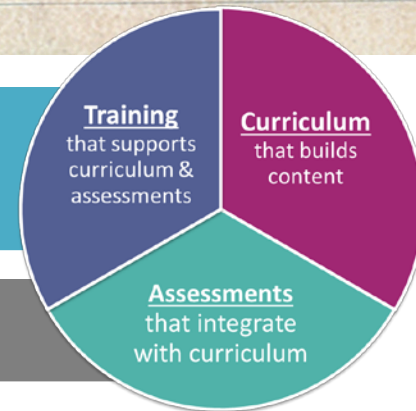 Training
that supports
curriculum &
assessments
Curriculum
that builds
content
Assessments
that integrate
with curriculum